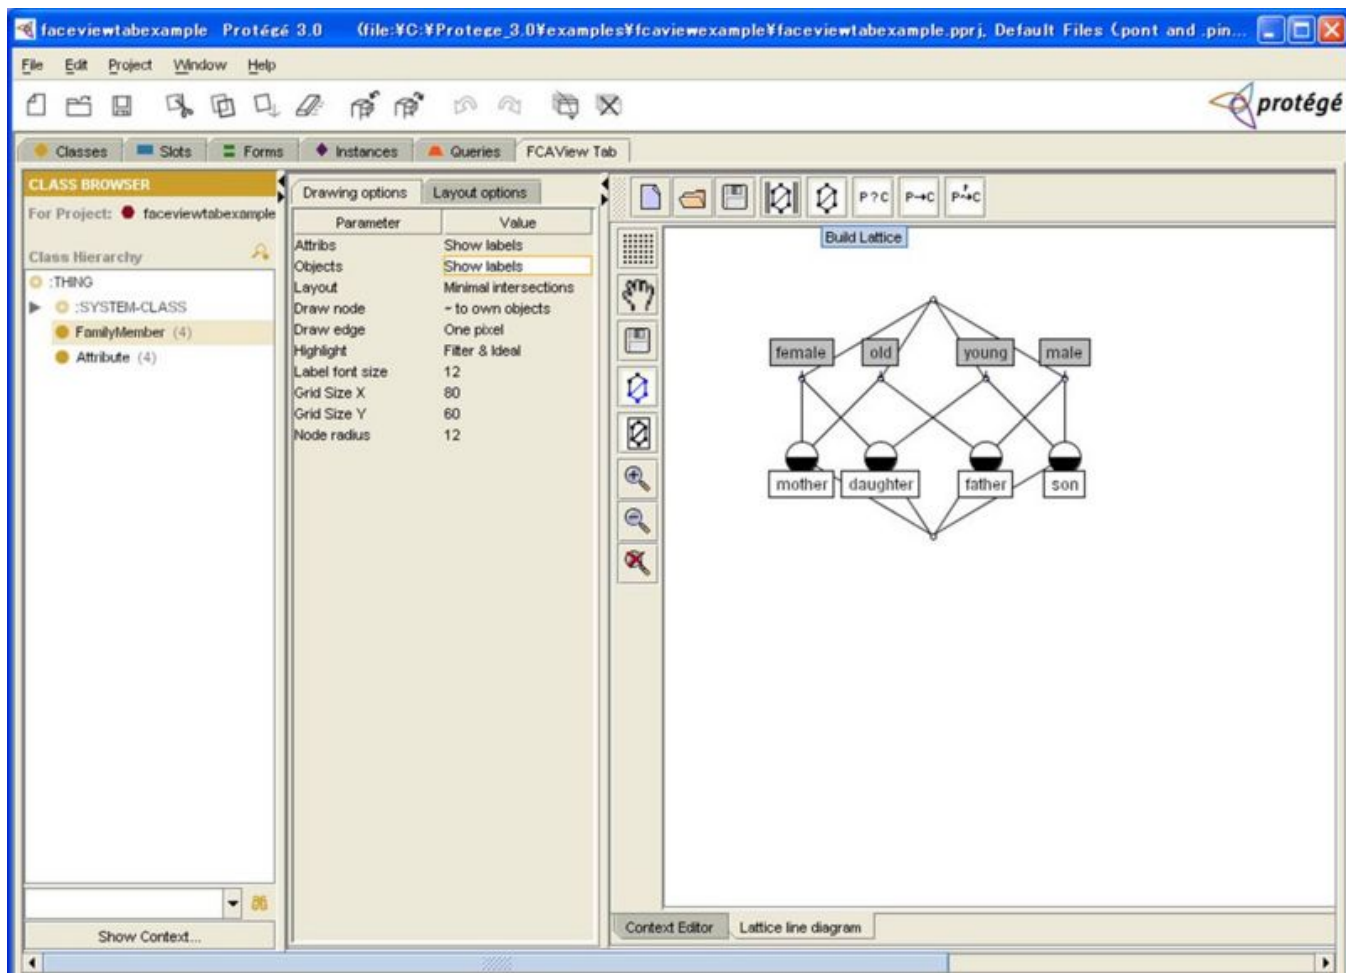 faceviewtabexample Protégé 3.0 (file:¥C:¥Protege_3.0¥examples¥fcaviewexample¥faceviewtabexample.pprj, Default Files (.pont and .pin...
File Edit Project Window Help
protégé
Classes Slots Forms Instances Queries FCAView Tab
CLASS BROWSER
For Project: faceviewtabexample
Class Hierarchy
:THING
:SYSTEM-CLASS
FamilyMember (4)
Attribute (4)
Show Context...
Drawing options Layout options
Parameter Value
Attribs Show labels
Objects Show labels
Layout Minimal intersections
Draw node ~ to own objects
Draw edge One pixel
Highlight Filter & Ideal
Label font size 12
Grid Size X 80
Grid Size Y 60
Node radius 12
P?C P→C
Build Lattice
female old young male
mother daughter father son
Context Editor Lattice line diagram